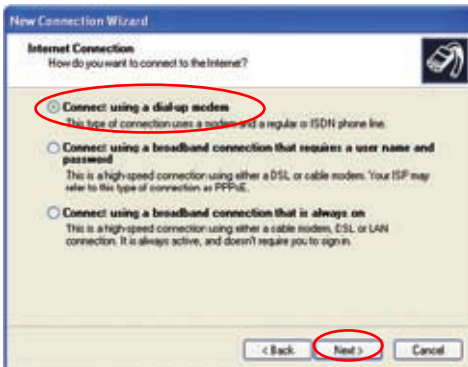 New Connection Wizard
Internet Connection
How do you want to connect to the Internet?
Connect using a dial-up modem
This type of connection uses a modem and a regular or ISDN phone line.
Connect using a broadband connection that requires a user name and
password
This is a high-speed connection using either a DSL or cable modem. Your ISP may
refer to this type of connection as PPPoE.
Connect using a broadband connection that is always on
This is a high-speed connection using either a cable modem, DSL or LAN
connection. It is always active, and doesn't require you to sign in.
< Back
Next >
Cancel